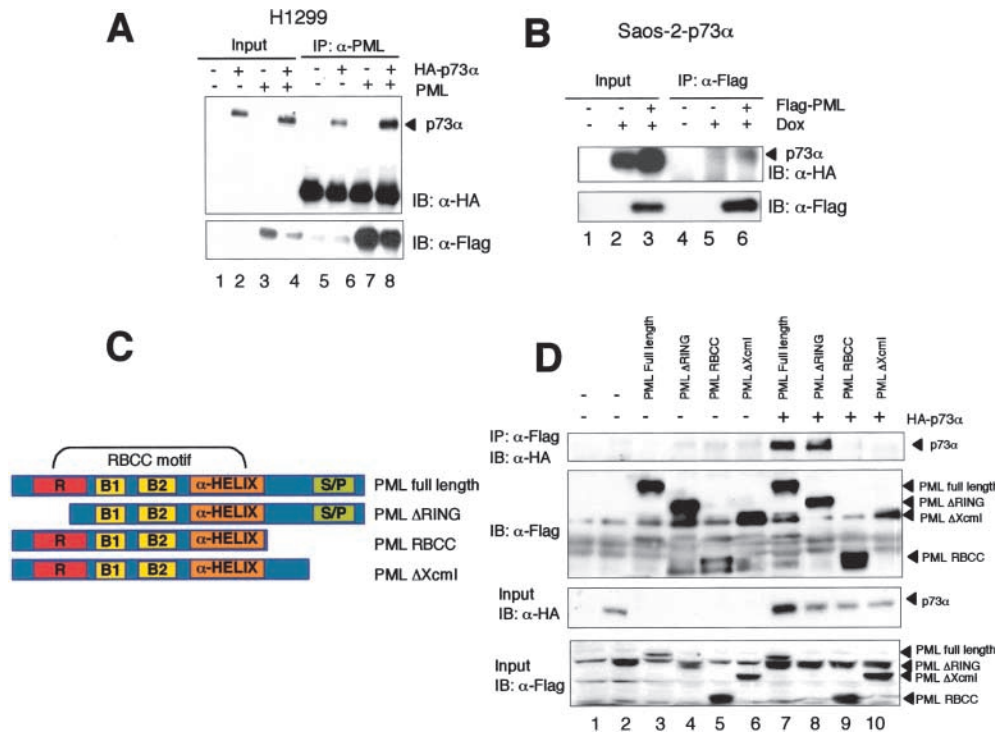 A
H1299
Input
IP: α-PML
- + - + - + - + HA-p73α
- - + + - - + + PML
p73α
IB: α-HA
IB: α-Flag
1 2 3 4 5 6 7 8
B
Saos-2-p73α
Input
IP: α-Flag
- - + - - + Flag-PML
- + + - + + Dox
p73α
IB: α-HA
IB: α-Flag
1 2 3 4 5 6
C
RBCC motif
R B1 B2 α-HELIX S/P PML full length
B1 B2 α-HELIX S/P PML ΔRING
R B1 B2 α-HELIX PML RBCC
R B1 B2 α-HELIX PML ΔXcmI
D
- - PML Full length PML ΔRING PML RBCC PML ΔXcmI PML Full length PML ΔRING PML RBCC PML ΔXcmI
- - - - - - + + + + HA-p73α
IP: α-Flag
IB: α-HA
p73α
IB: α-Flag
PML full length
PML ΔRING
PML ΔXcmI
PML RBCC
Input
IB: α-HA
p73α
Input
IB: α-Flag
PML full length
PML ΔRING
PML ΔXcmI
PML RBCC
1 2 3 4 5 6 7 8 9 10